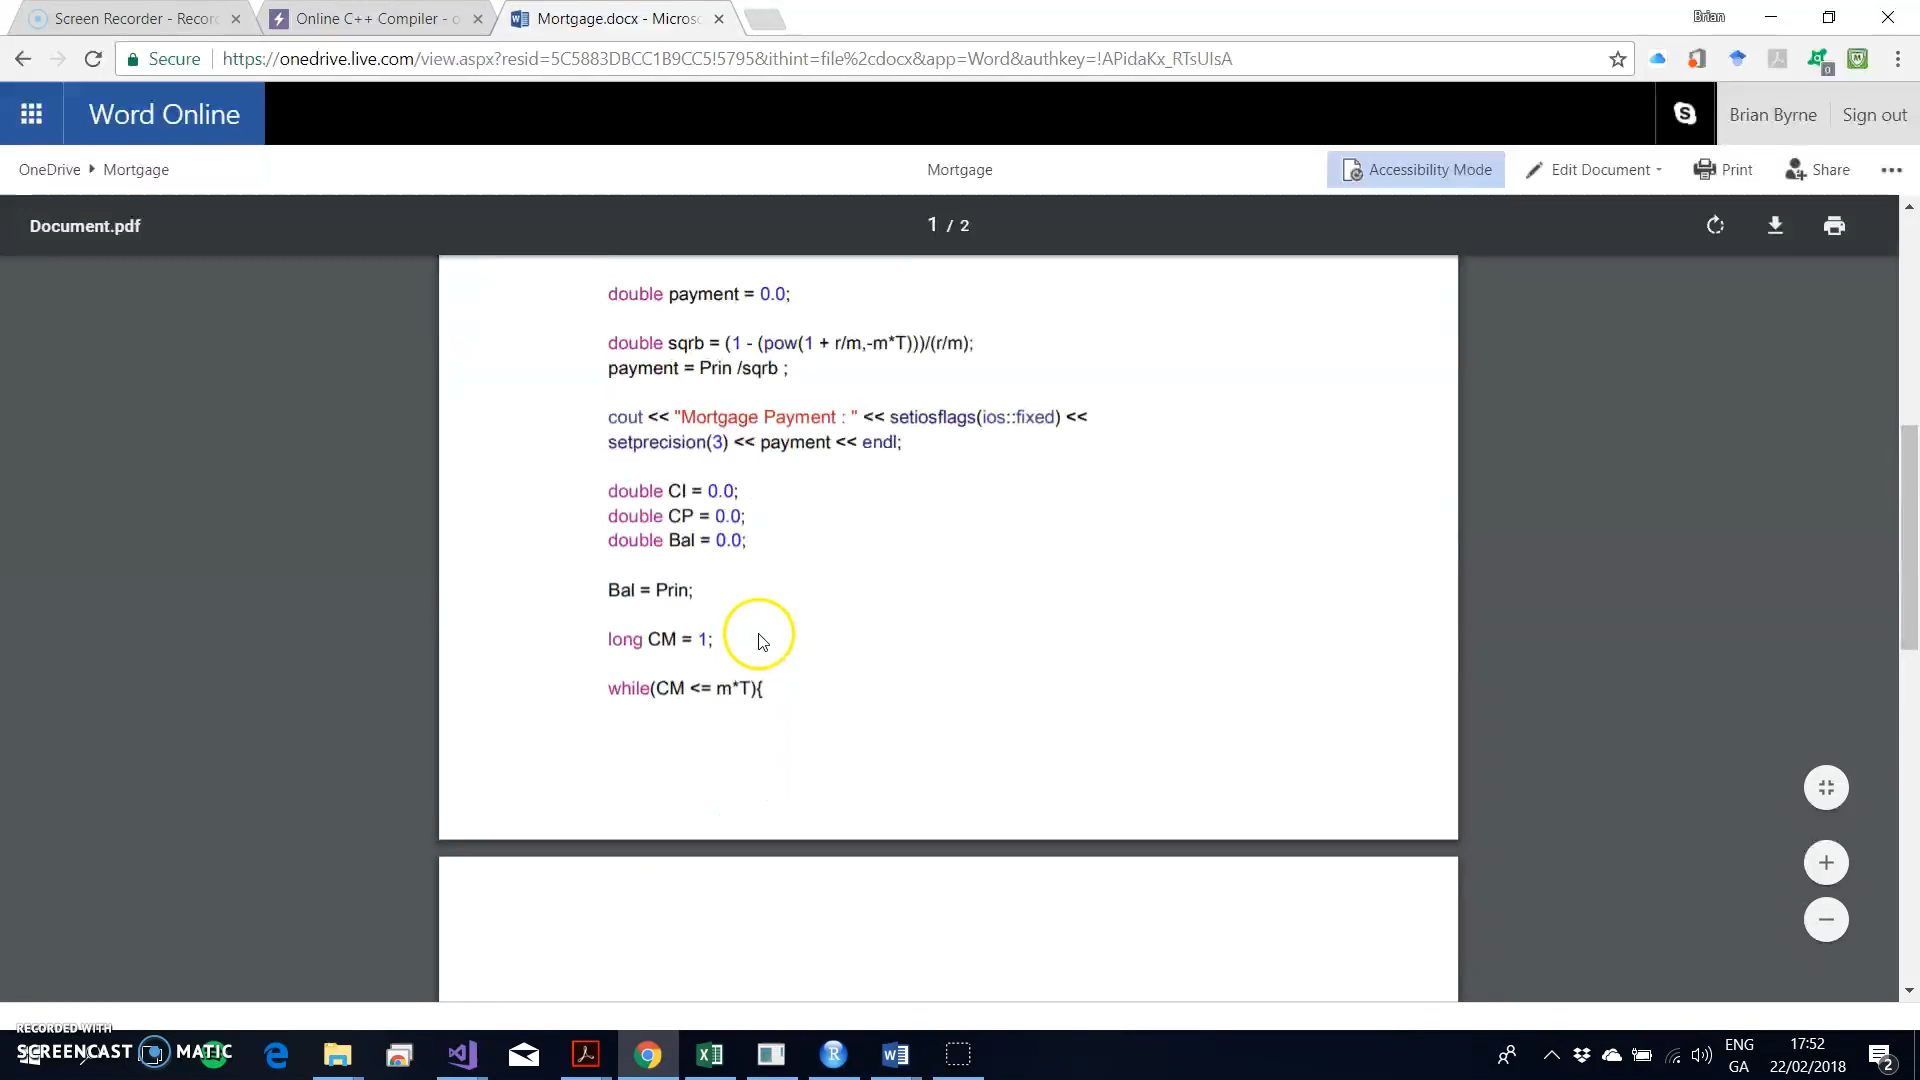 Screen Recorder - Recor
Online C++ Compiler - o
Mortgage.docx - Microso
Brian
Secure
https://onedrive.live.com/view.aspx?resid=5C5883DBCC1B9CC5!5795&ithint=file%2cdocx&app=Word&authkey=!APidaKx_RTsUIsA
0
Word Online
Brian Byrne
Sign out
OneDrive
Mortgage
Mortgage
Accessibility Mode
Edit Document
Print
Share
Document.pdf
1 / 2
double payment = 0.0;
double sqrb = (1 - (pow(1 + r/m,-m*T)))/(r/m);
payment = Prin /sqrb ;
cout << "Mortgage Payment : " << setiosflags(ios::fixed) <<
setprecision(3) << payment << endl;
double CI = 0.0;
double CP = 0.0;
double Bal = 0.0;
Bal = Prin;
long CM = 1;
while(CM <= m*T){
RECORDED WITH
SCREENCAST MATIC
ENG
GA
17:52
22/02/2018
2